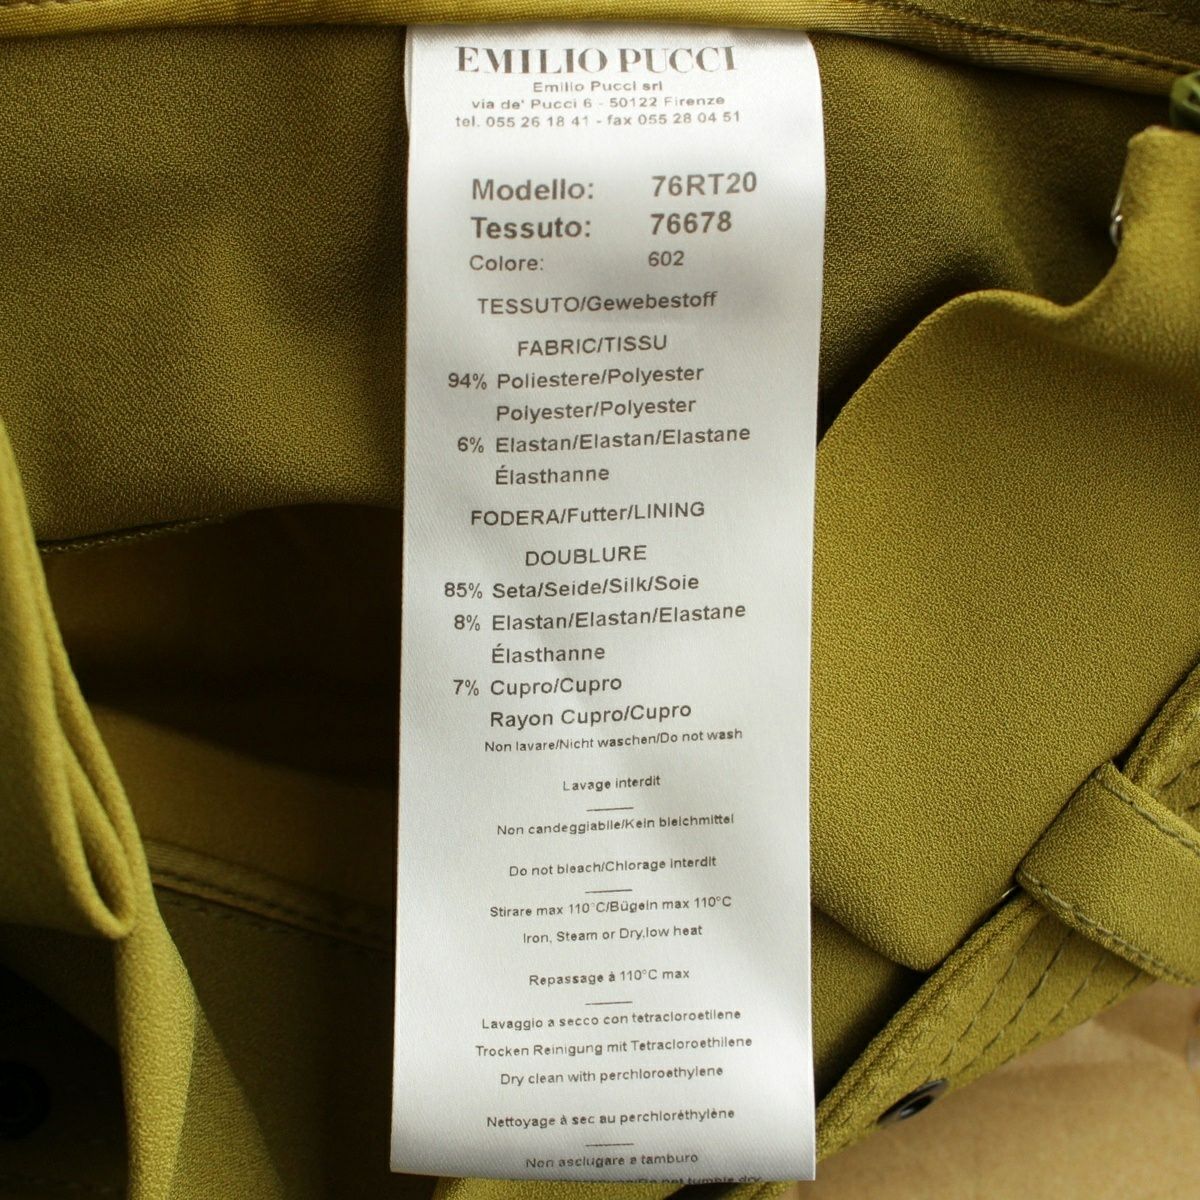 EMILIO PUCCI
Emilio Pucci srl
via de' Pucci 6 - 50122 Firenze
tel. 055 26 18 41 - fax 055 28 04 51
Modello: 76RT20
Tessuto: 76678
Colore: 602
TESSUTO/Gewebestoff
FABRIC/TISSU
94% Poliestere/Polyester
Polyester/Polyester
6% Elastan/Elastan/Elastane
Élasthanne
FODERA/Futter/LINING
DOUBLURE
85% Seta/Seide/Silk/Soie
8% Elastan/Elastan/Elastane
Élasthanne
7% Cupro/Cupro
Rayon Cupro/Cupro
Non lavare/Nicht waschen/Do not wash
Lavage interdit
Non candeggiabile/Kein bleichmittel
Do not bleach/Chlorage interdit
Stirare max 110°C/Bügeln max 110°C
Iron, Steam or Dry,low heat
Repassage à 110°C max
Lavaggio a secco con tetracloroetilene
Trocken Reinigung mit Tetracloroethilene
Dry clean with perchloroethylene
Nettoyage à sec au perchloréthylène
Non asciugare a tamburo
not tumble dry